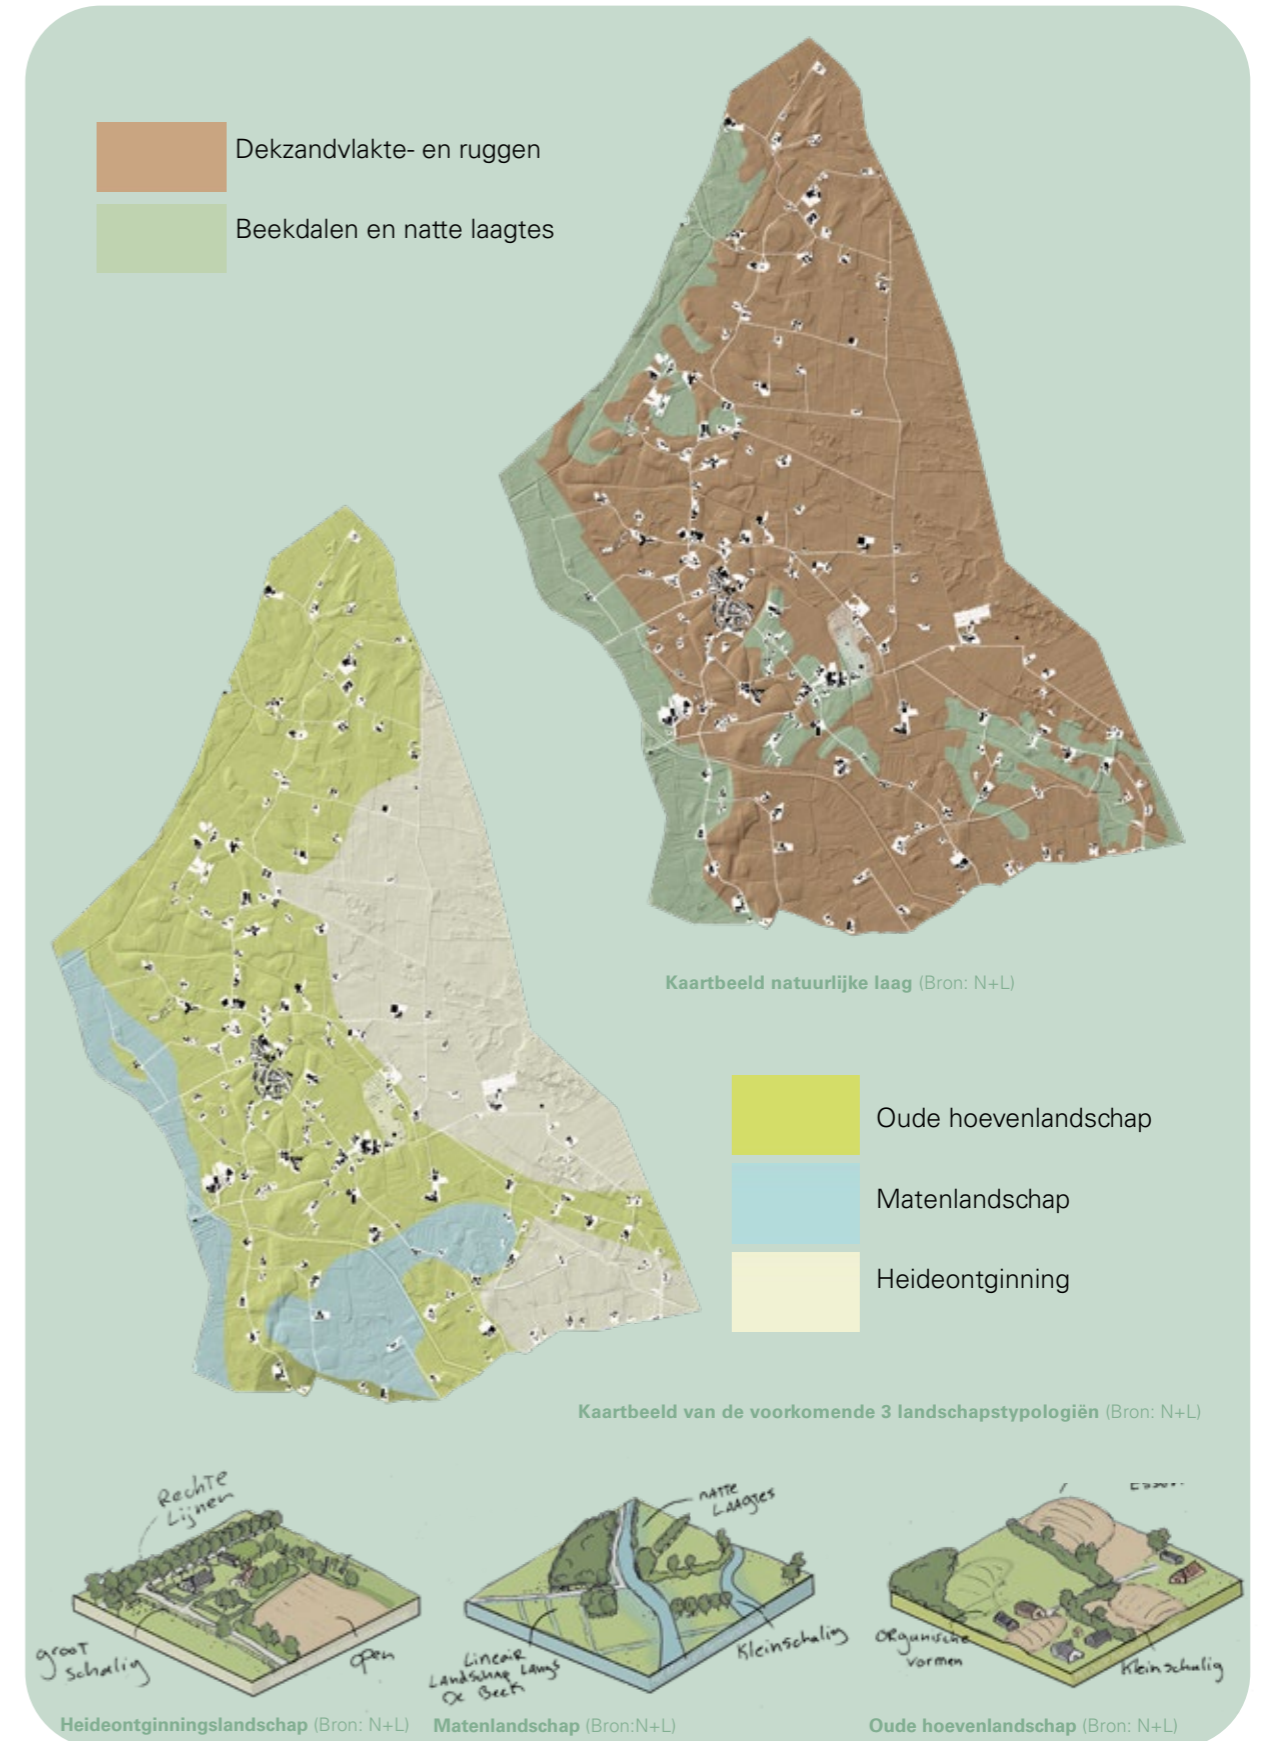 Dekzandvlakte- en ruggen
Beekdalen en natte laagtes
Kaartbeeld natuurlijke laag (Bron: N+L)
Oude hoevenlandschap
Matenlandschap
Heideontginning
Kaartbeeld van de voorkomende 3 landschapstypologiën (Bron: N+L)
Rechte
Lijnen
groot
schalig
open
natte
Laagtes
Lineair
Landschap Langs
De Beek
Kleinschalig
organische
vormen
Kleinschalig
Heideontginningslandschap (Bron: N+L)
Matenlandschap (Bron:N+L)
Oude hoevenlandschap (Bron: N+L)